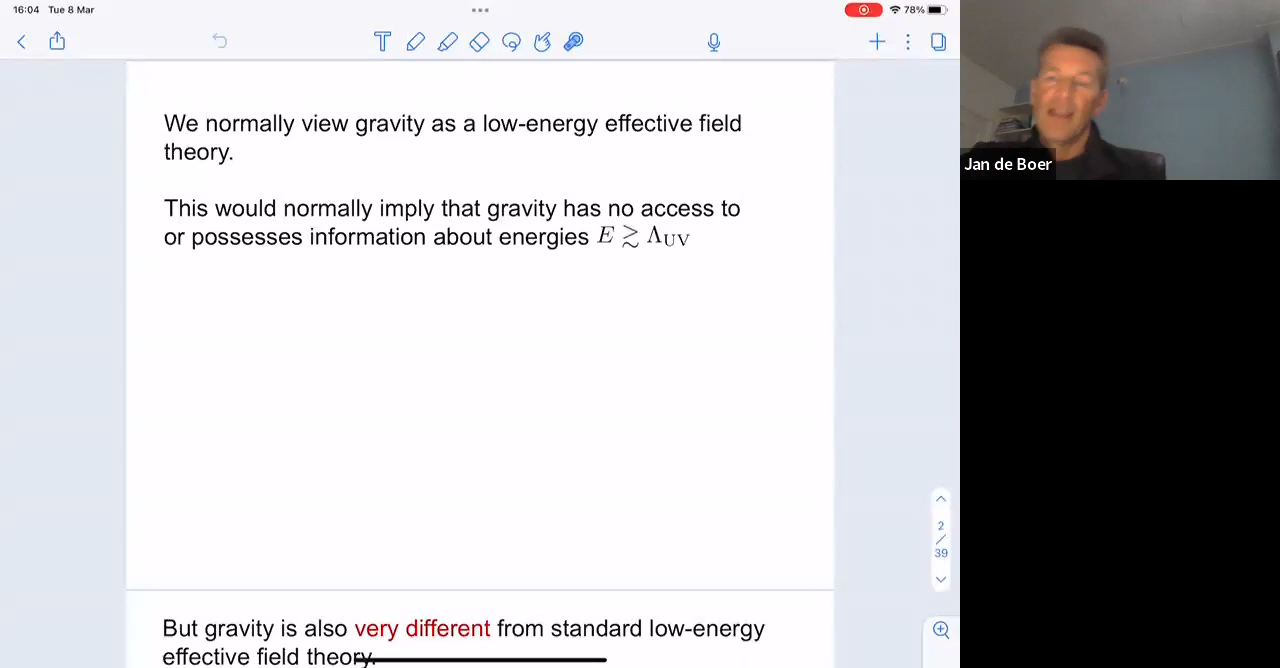 16:04 Tue 8 Mar
78%
We normally view gravity as a low-energy effective field
theory.
This would normally imply that gravity has no access to
or possesses information about energies E ≳ Λ_UV
Jan de Boer
2
/
39
But gravity is also very different from standard low-energy
effective field theory.